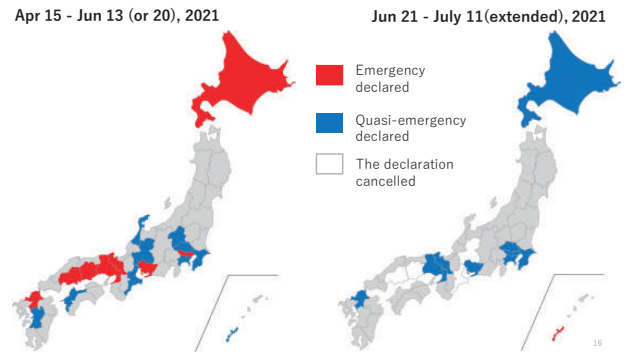 Apr 15 - Jun 13 (or 20), 2021
Jun 21 - July 11(extended), 2021
Emergency
declared
Quasi-emergency
declared
The declaration
cancelled
16